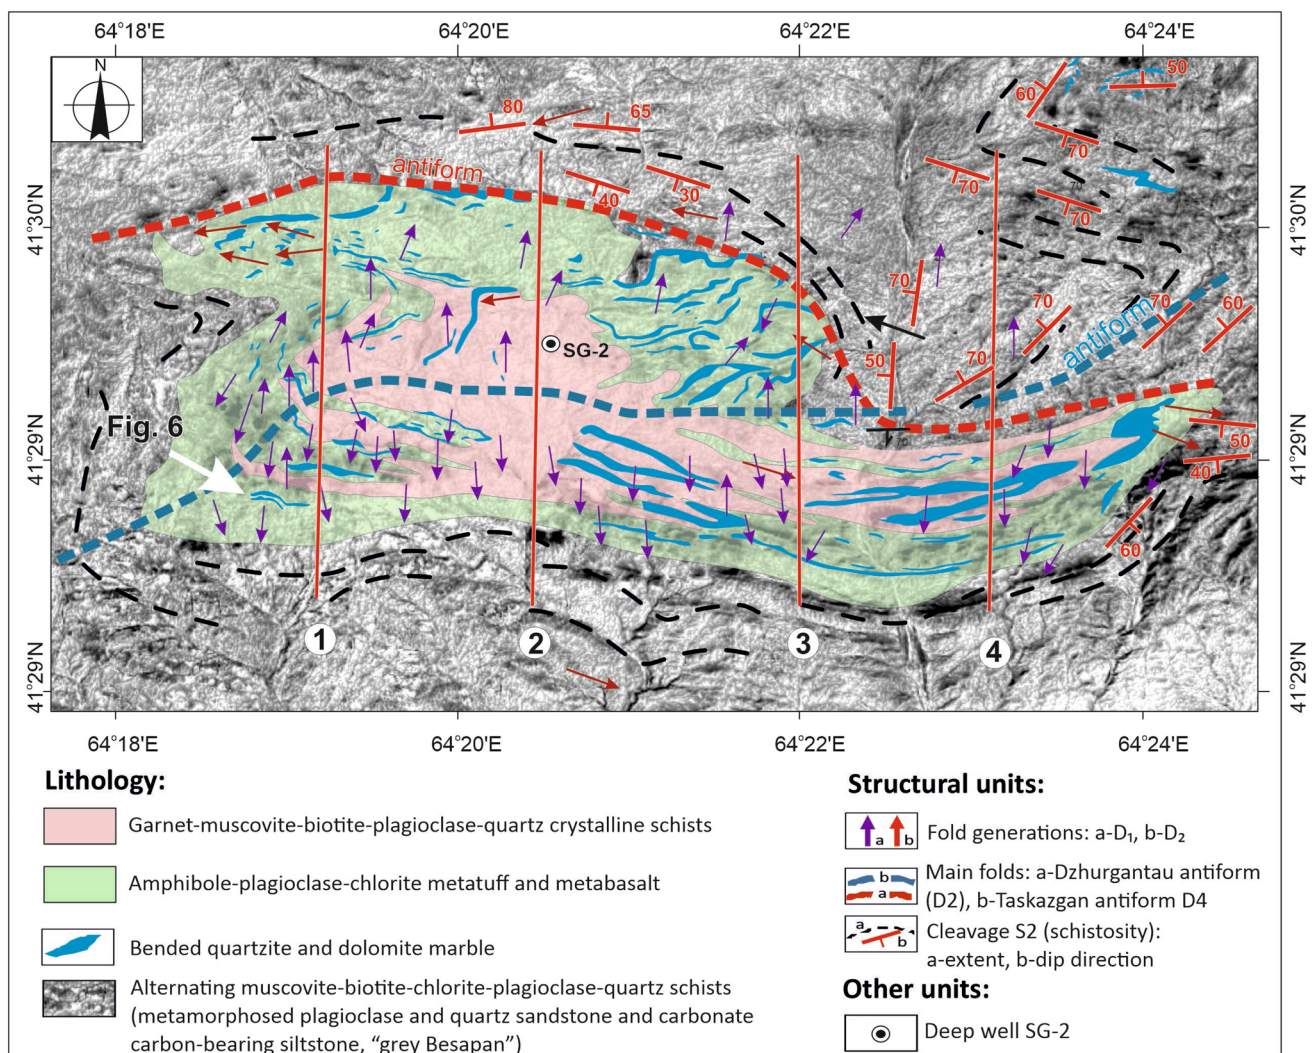 64°18'E 64°20'E 64°22'E 64°24'E
N
50
60
80
65
70
antiform
40
30
70
70
70
41°30'N
41°30'N
70
70
70
60
antiform
SG-2
50
70
Fig. 6
70
50
40
41°29'N
41°29'N
60
1
2
3
4
41°29'N
41°29'N
64°18'E 64°20'E 64°22'E 64°24'E
Lithology:
Garnet-muscovite-biotite-plagioclase-quartz crystalline schists
Amphibole-plagioclase-chlorite metatuff and metabasalt
Bended quartzite and dolomite marble
Alternating muscovite-biotite-chlorite-plagioclase-quartz schists
(metamorphosed plagioclase and quartz sandstone and carbonate
carbon-bearing siltstone, “grey Besapan”)
Structural units:
a b
Fold generations: a-D₁, b-D₂
b
a
Main folds: a-Dzhurgantau antiform
(D2), b-Taskazgan antiform D4
a
b
Cleavage S2 (schistosity):
a-extent, b-dip direction
Other units:
Deep well SG-2